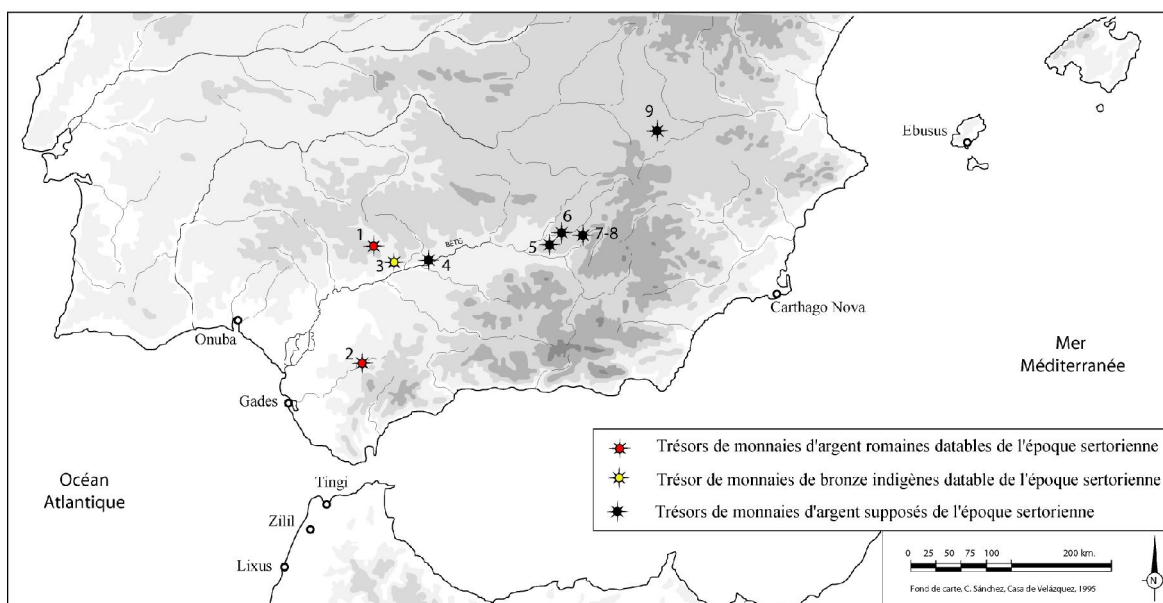 9
Ebusus
6
1
BETIS
7-8
5
3
4
Carthago Nova
Onuba
2
Mer
Méditerranée
Gades
Trésors de monnaies d'argent romaines datables de l'époque sertorienne
Océan
Atlantique
Tingi
Trésor de monnaies de bronze indigènes datable de l'époque sertorienne
Trésors de monnaies d'argent supposés de l'époque sertorienne
Zilil
Lixus
0 25 50 75 100 200 km.
Fond de carte, C. Sánchez, Casa de Velázquez, 1995
N